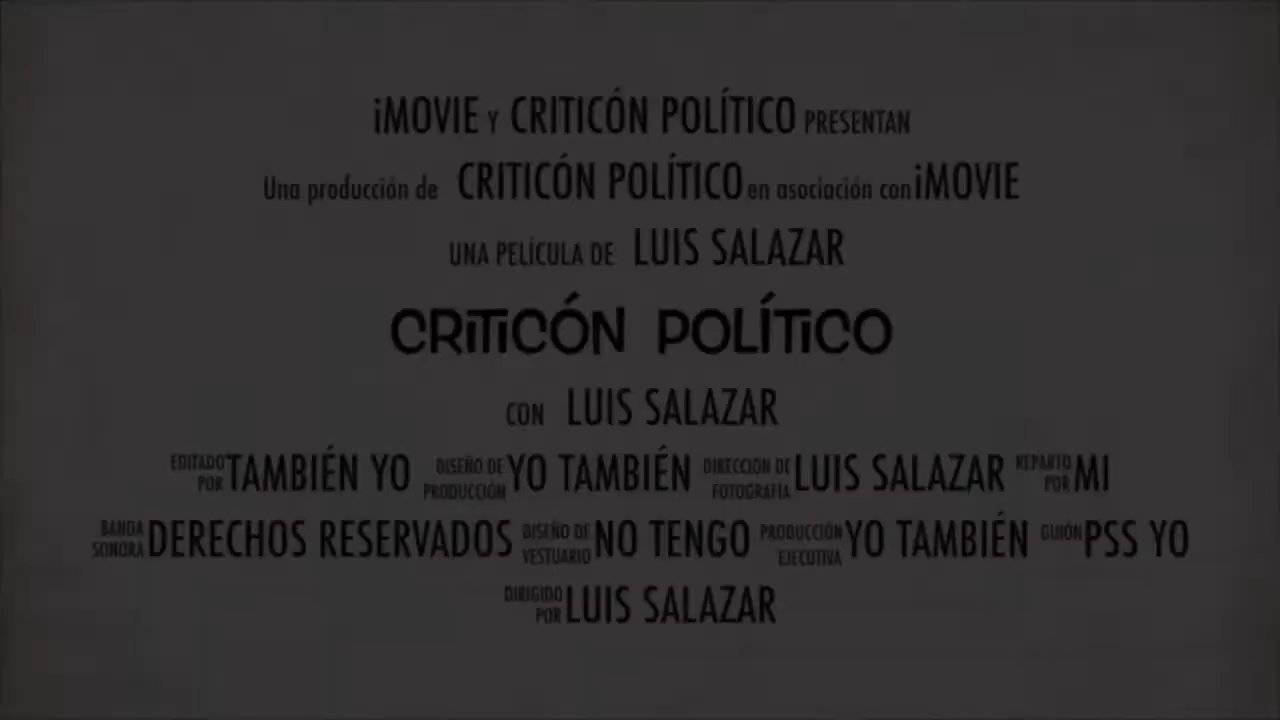 iMOVIE Y CRITICÓN POLÍTICO PRESENTAN
Una producción de CRITICÓN POLÍTICO en asociación con iMOVIE
UNA PELÍCULA DE LUIS SALAZAR
CRITICÓN POLÍTICO
CON LUIS SALAZAR
EDITADO POR TAMBIÉN YO DISEÑO DE PRODUCCIÓN YO TAMBIÉN DIRECCIÓN DE FOTOGRAFÍA LUIS SALAZAR REPARTO POR MI
BANDA SONORA DERECHOS RESERVADOS DISEÑO DE VESTUARIO NO TENGO PRODUCCIÓN EJECUTIVA YO TAMBIÉN GUIÓN PSS YO
DIRIGIDO POR LUIS SALAZAR